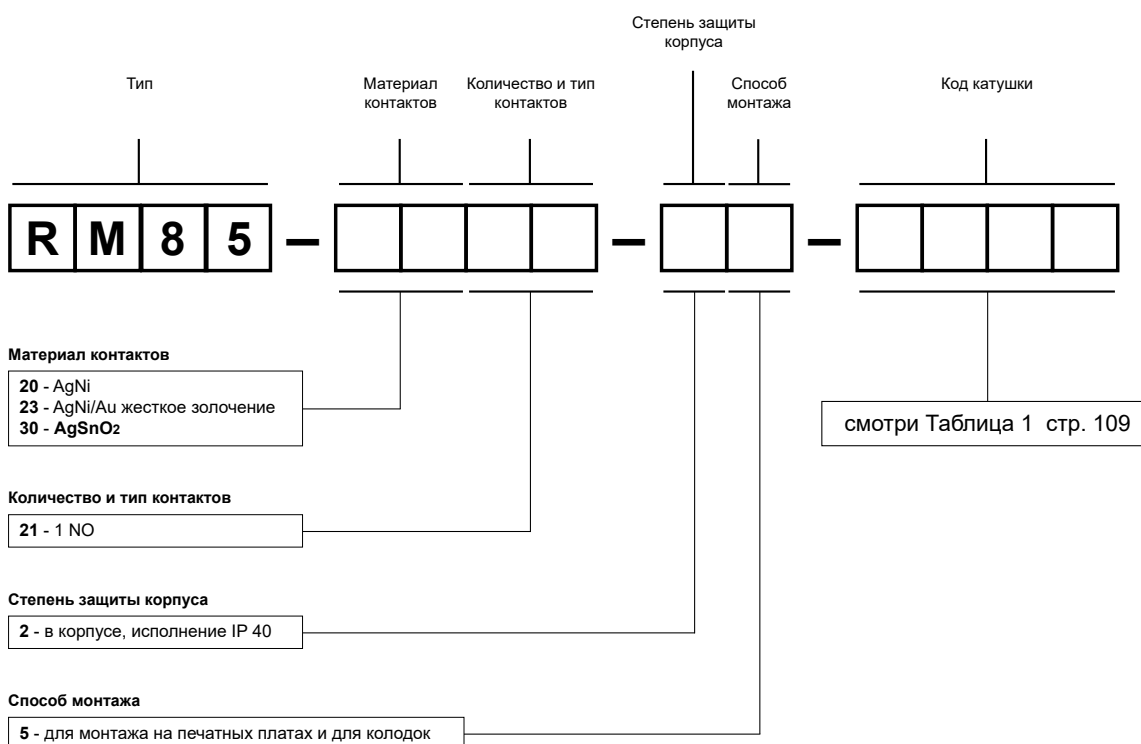 Степень защиты
корпуса
Тип
Материал
контактов
Количество и тип
контактов
Способ
монтажа
Код катушки
R M 8 5 – – –
Материал контактов
20 - AgNi
23 - AgNi/Au жесткое золочение
30 - AgSnO2
смотри Таблица 1 стр. 109
Количество и тип контактов
21 - 1 NO
Степень защиты корпуса
2 - в корпусе, исполнение IP 40
Способ монтажа
5 - для монтажа на печатных платах и для колодок